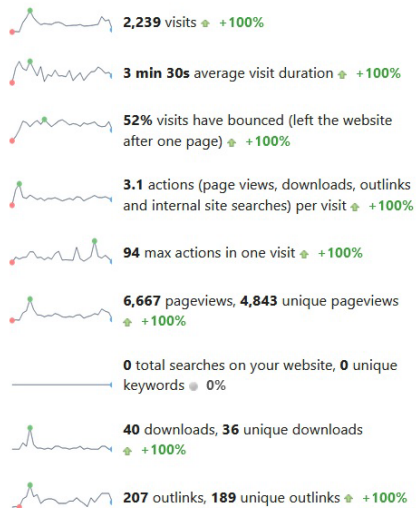 2,239 visits +100%
3 min 30s average visit duration +100%
52% visits have bounced (left the website
after one page) +100%
3.1 actions (page views, downloads, outlinks
and internal site searches) per visit +100%
94 max actions in one visit +100%
6,667 pageviews, 4,843 unique pageviews
+100%
0 total searches on your website, 0 unique
keywords 0%
40 downloads, 36 unique downloads
+100%
207 outlinks, 189 unique outlinks +100%